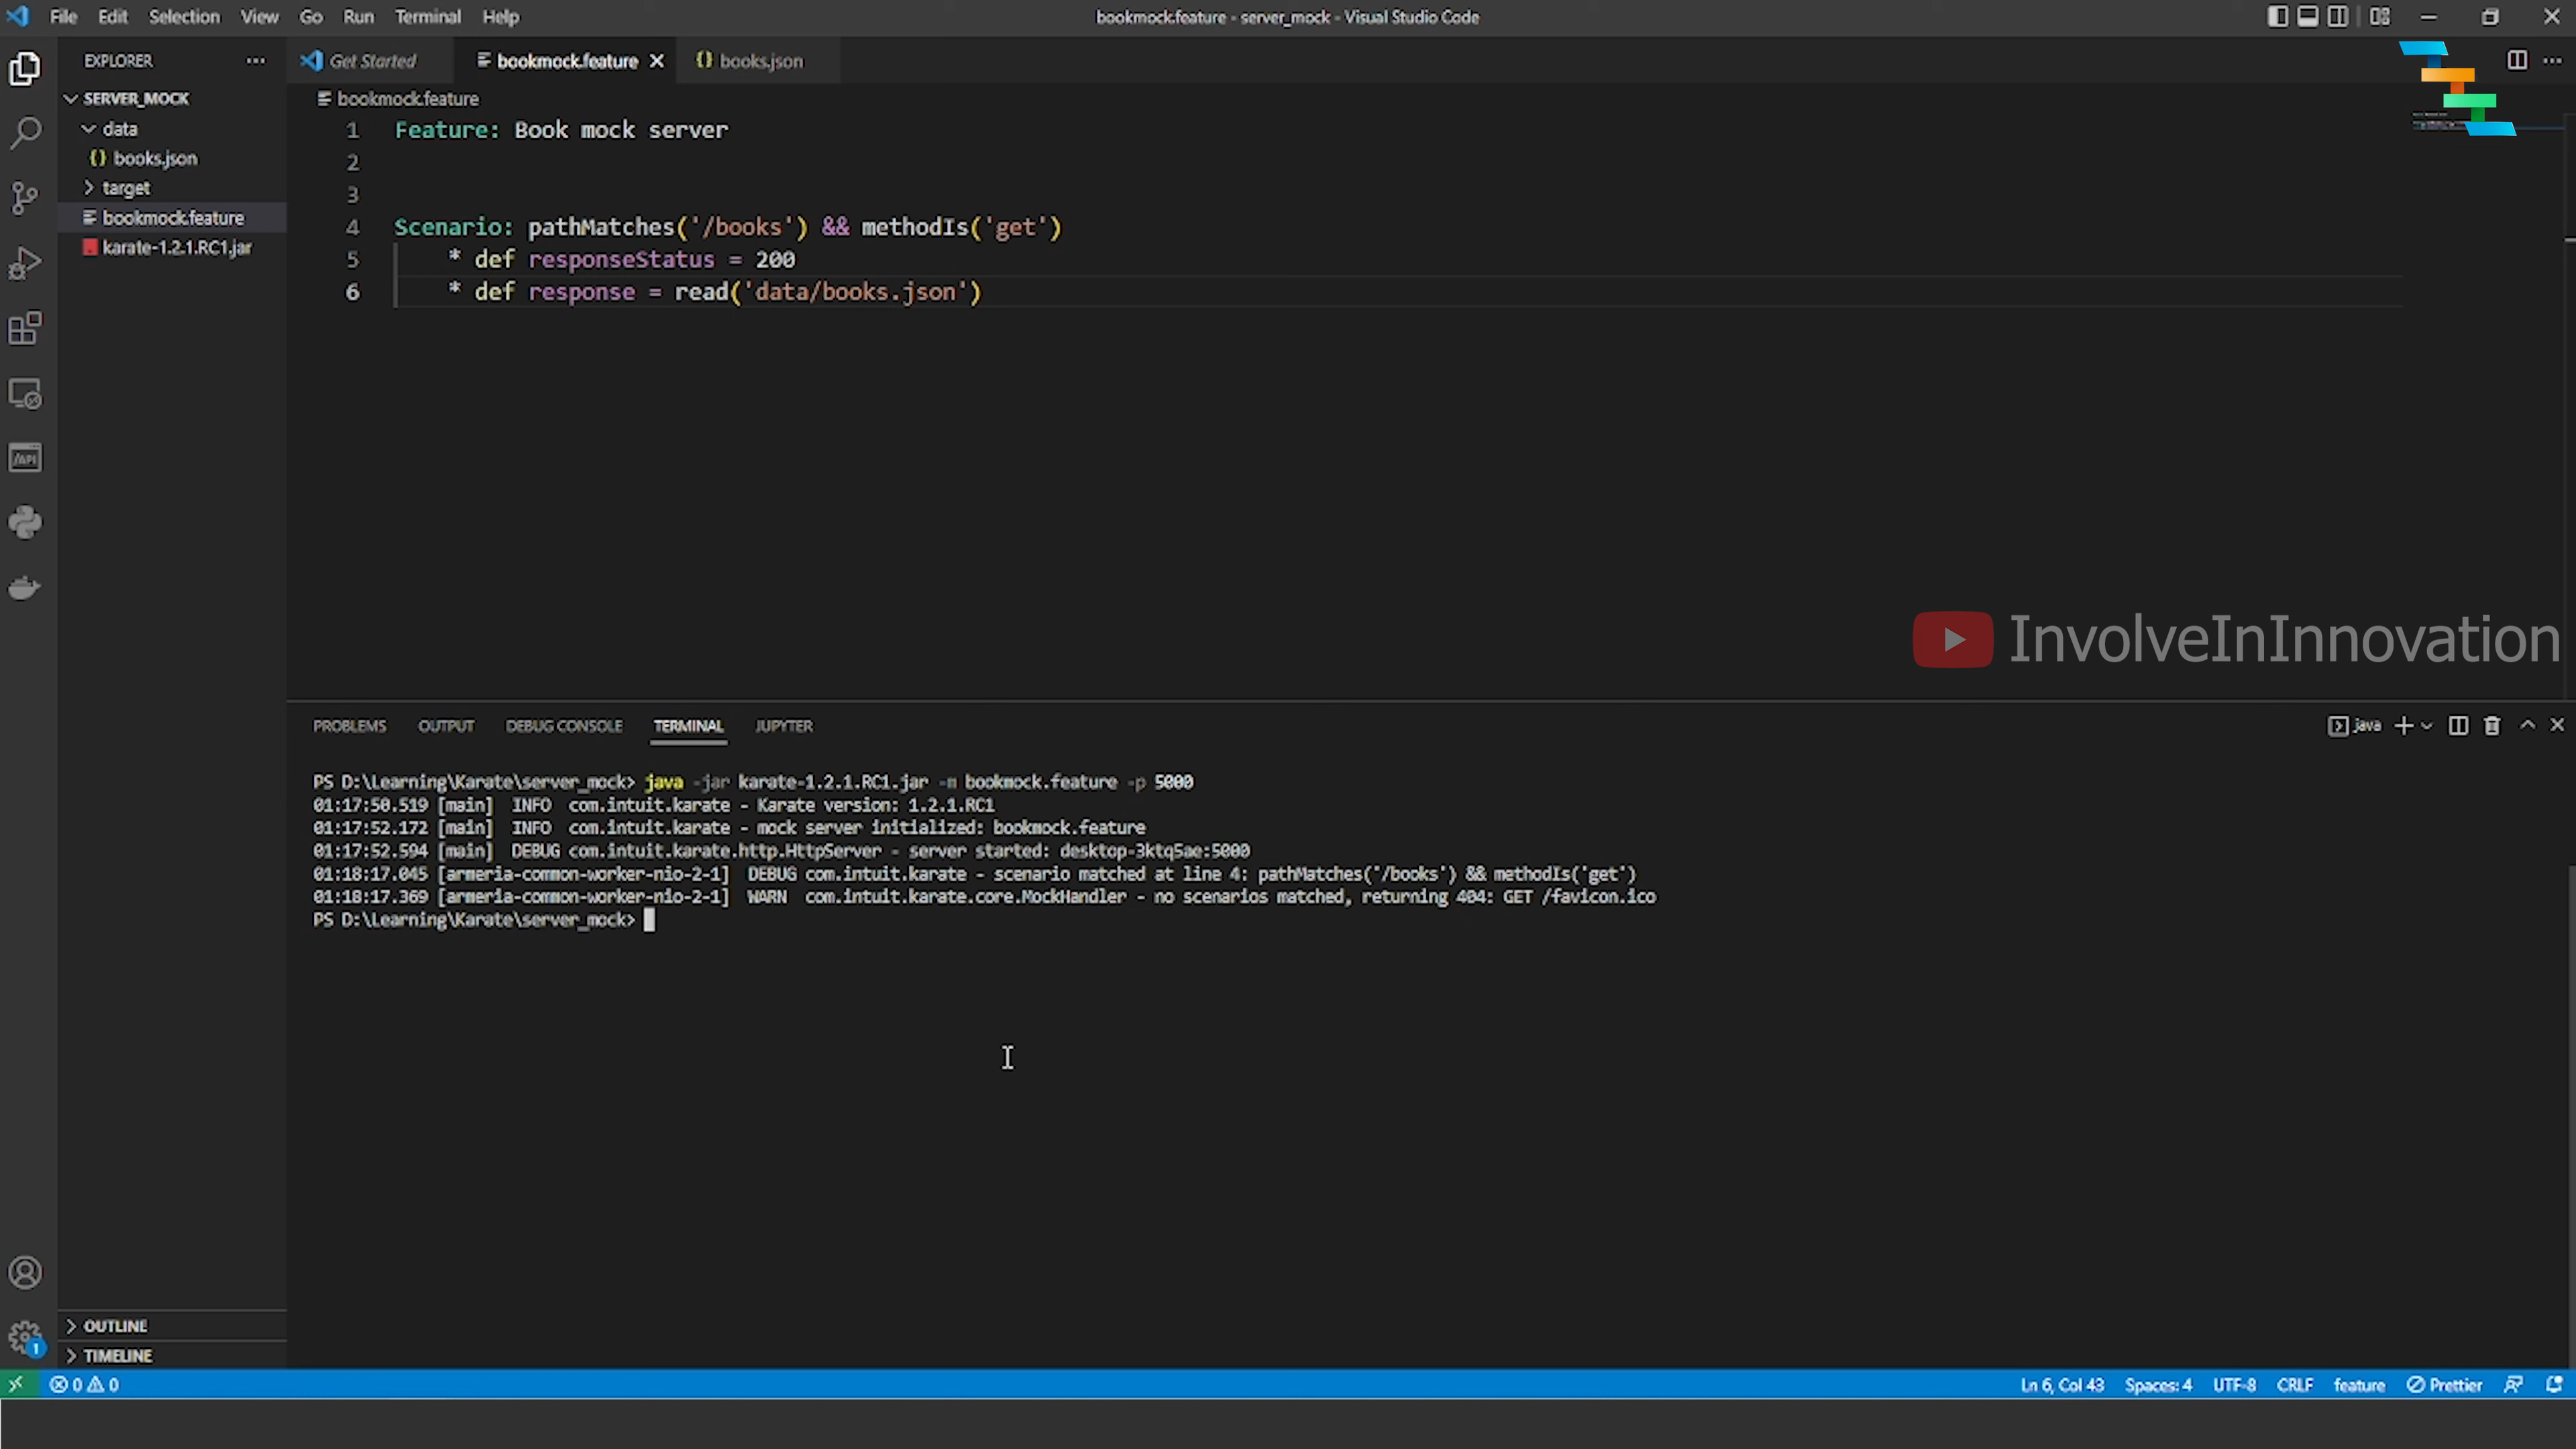 File Edit Selection View Go Run Terminal Help
bookmock.feature - server_mock - Visual Studio Code
EXPLORER
SERVER_MOCK
data
books.json
target
bookmock.feature
karate-1.2.1.RC1.jar
OUTLINE
TIMELINE
Get Started
bookmock.feature
books.json
bookmock.feature
1 Feature: Book mock server
2
3
4 Scenario: pathMatches('/books') && methodIs('get')
5 * def responseStatus = 200
6 * def response = read('data/books.json')
InvolveInInnovation
PROBLEMS OUTPUT DEBUG CONSOLE TERMINAL JUPYTER
java
PS D:\Learning\Karate\server_mock> java -jar karate-1.2.1.RC1.jar -m bookmock.feature -p 5000
01:17:50.519 [main] INFO com.intuit.karate - Karate version: 1.2.1.RC1
01:17:52.172 [main] INFO com.intuit.karate - mock server initialized: bookmock.feature
01:17:52.594 [main] DEBUG com.intuit.karate.http.HttpServer - server started: desktop-3ktq5ae:5000
01:18:17.045 [armeria-common-worker-nio-2-1] DEBUG com.intuit.karate - scenario matched at line 4: pathMatches('/books') && methodIs('get')
01:18:17.369 [armeria-common-worker-nio-2-1] WARN com.intuit.karate.core.MockHandler - no scenarios matched, returning 404: GET /favicon.ico
PS D:\Learning\Karate\server_mock>
/API
1
0 0
Ln 6, Col 43 Spaces: 4 UTF-8 CRLF feature Prettier